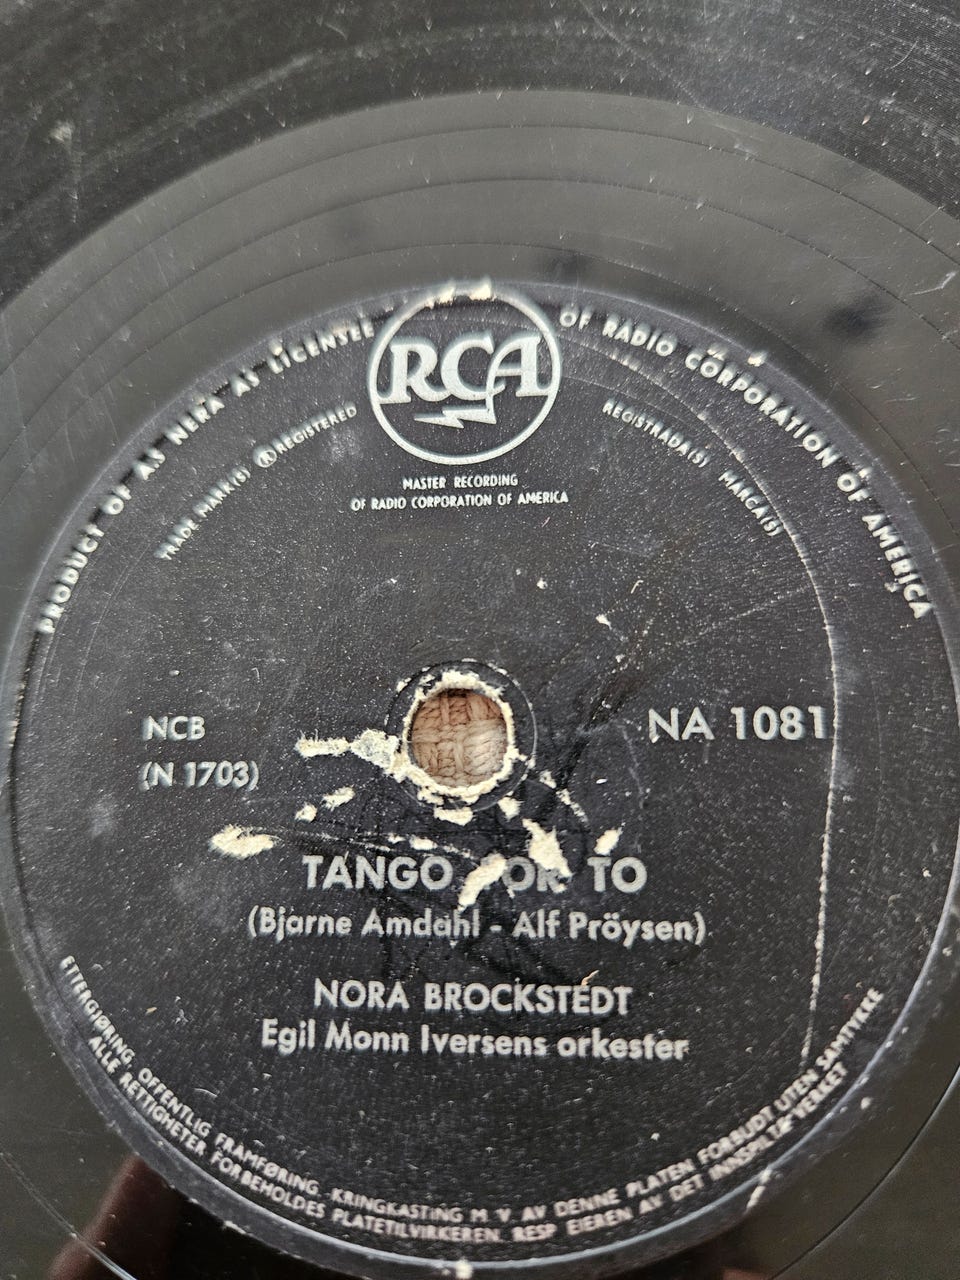 PRODUCT OF AS NERA AS LICENSEE OF RADIO CORPORATION OF AMERICA
RCA
TRADE MARK(S) ® REGISTERED
REGISTRADA(S) MARCA(S)
MASTER RECORDING
OF RADIO CORPORATION OF AMERICA
NCB
NA 1081
(N 1703)
TANGO FOR TO
(Bjarne Amdahl - Alf Pröysen)
NORA BROCKSTEDT
Egil Monn Iversens orkester
ETTERGJØRING OFFENTLIG FRAMFØRING KRINGKASTING M. V. AV DENNE PLATEN FORBUDT UTEN SAMTYKKE
ALLE RETTIGHETER FORBEHOLDES PLATETILVIRKEREN. RESP EIEREN AV DET INNSPILTE VERKET